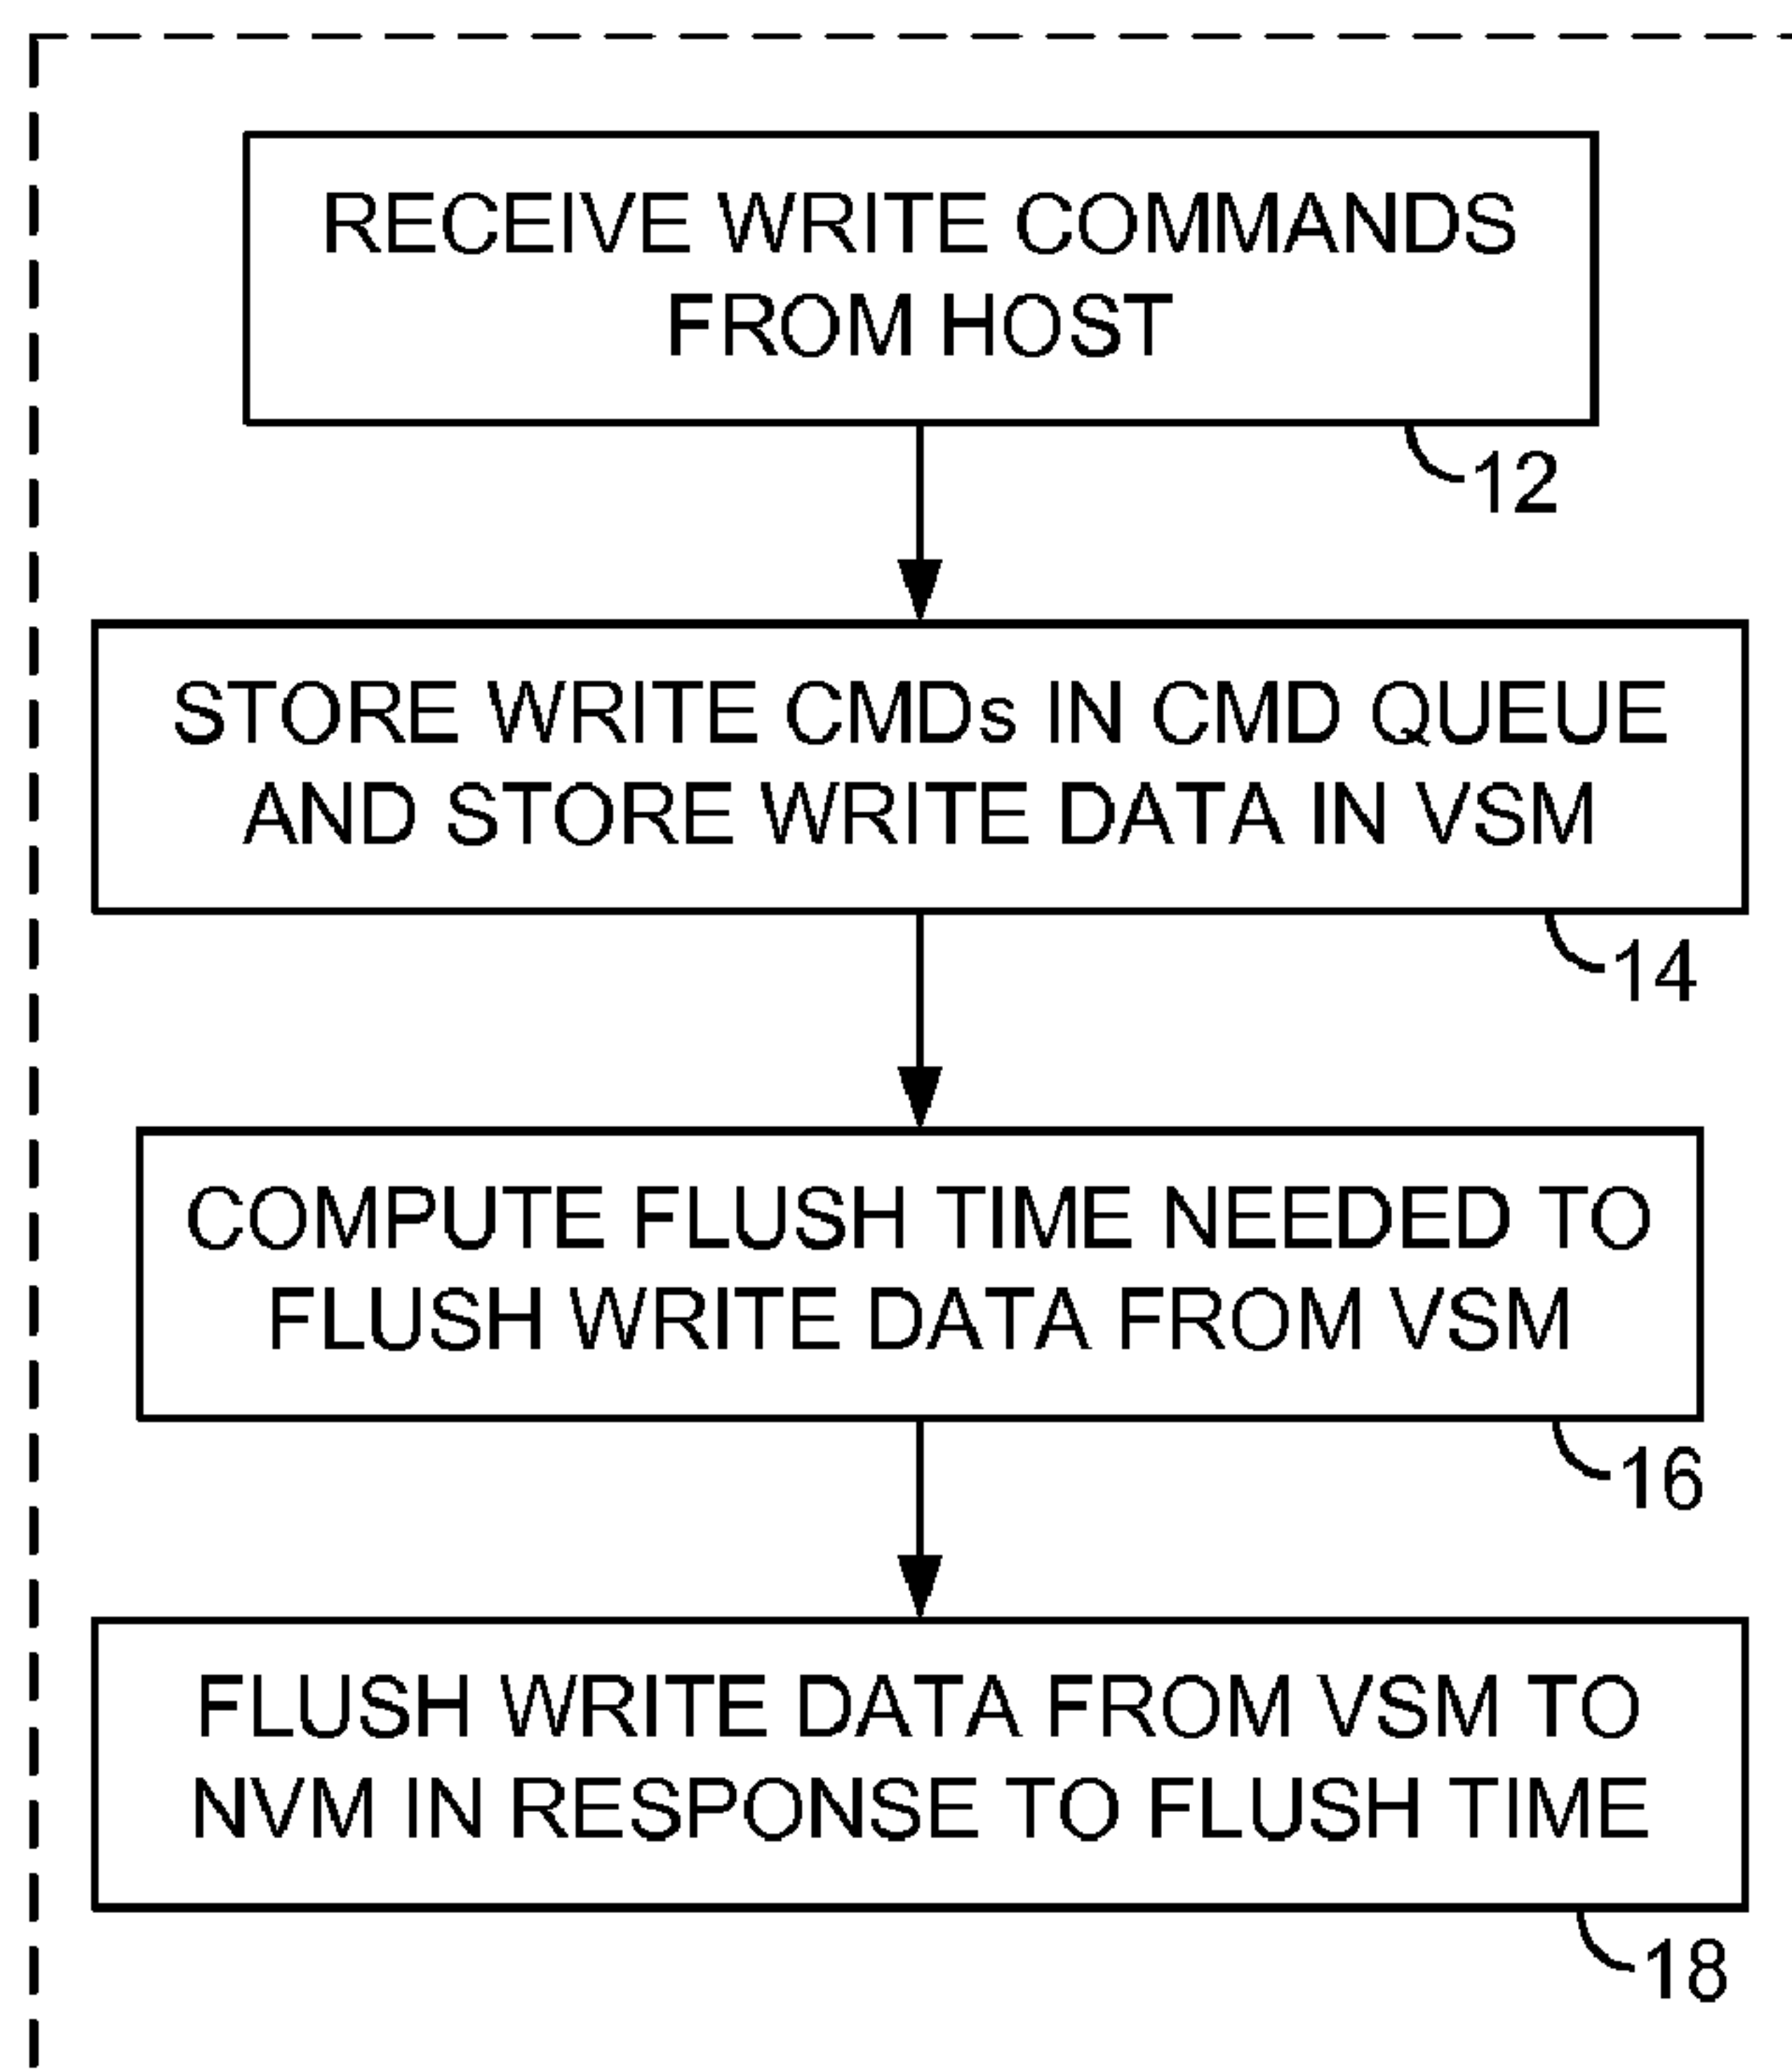 RECEIVE WRITE COMMANDS
FROM HOST
12
STORE WRITE CMDs IN CMD QUEUE
AND STORE WRITE DATA IN VSM
14
COMPUTE FLUSH TIME NEEDED TO
FLUSH WRITE DATA FROM VSM
16
FLUSH WRITE DATA FROM VSM TO
NVM IN RESPONSE TO FLUSH TIME
18